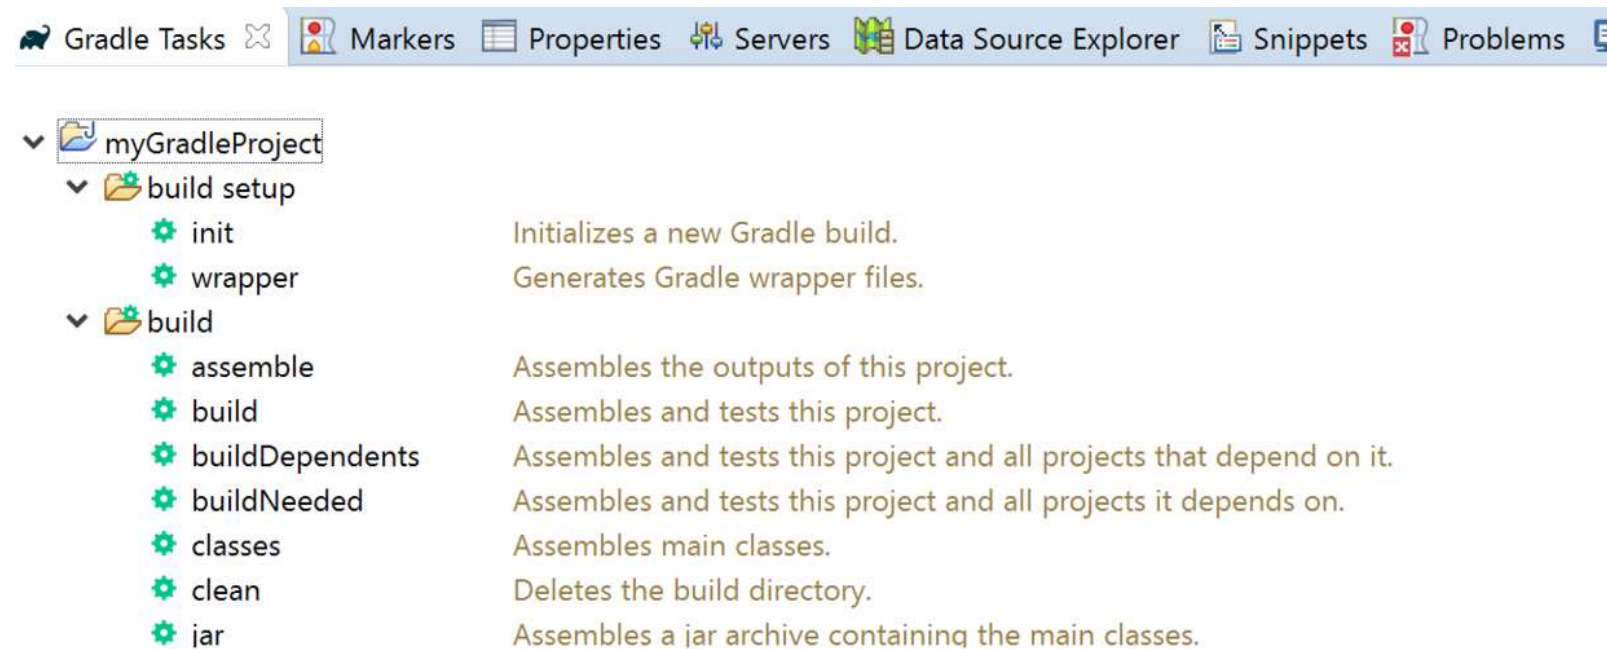 Gradle Tasks Markers Properties Servers Data Source Explorer Snippets Problems
myGradleProject
build setup
init Initializes a new Gradle build.
wrapper Generates Gradle wrapper files.
build
assemble Assembles the outputs of this project.
build Assembles and tests this project.
buildDependents Assembles and tests this project and all projects that depend on it.
buildNeeded Assembles and tests this project and all projects it depends on.
classes Assembles main classes.
clean Deletes the build directory.
jar Assembles a jar archive containing the main classes.